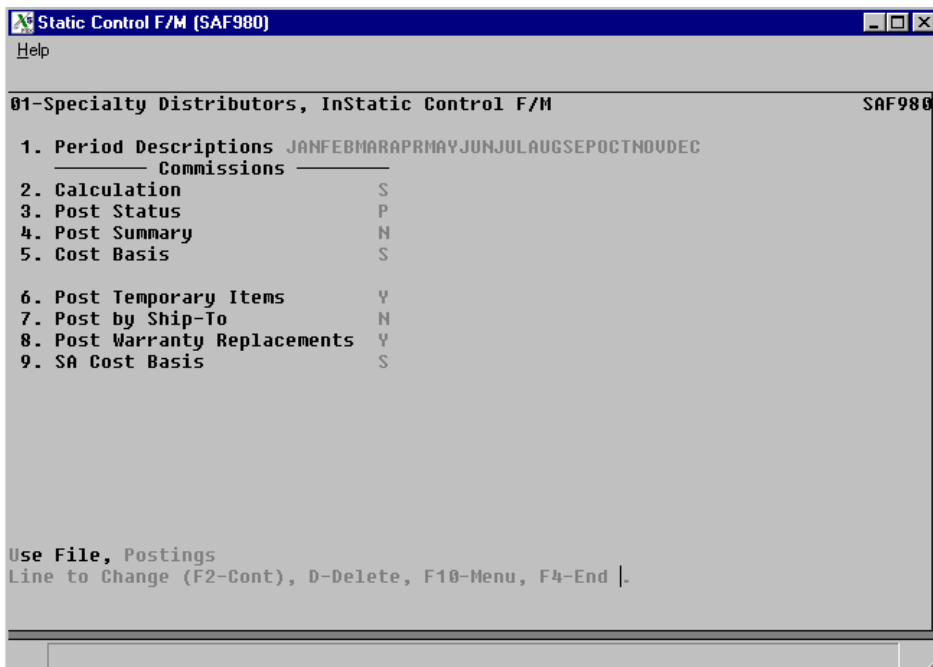 Static Control F/M (SAF980)
Help
01-Specialty Distributors, InStatic Control F/M SAF980
1. Period Descriptions JANFEBMARAPRMAYJUNJULAUGSEPOCTNOVDEC
Commissions
2. Calculation S
3. Post Status P
4. Post Summary N
5. Cost Basis S
6. Post Temporary Items Y
7. Post by Ship-To N
8. Post Warranty Replacements Y
9. SA Cost Basis S
Use File, Postings
Line to Change (F2-Cont), D-Delete, F10-Menu, F4-End .